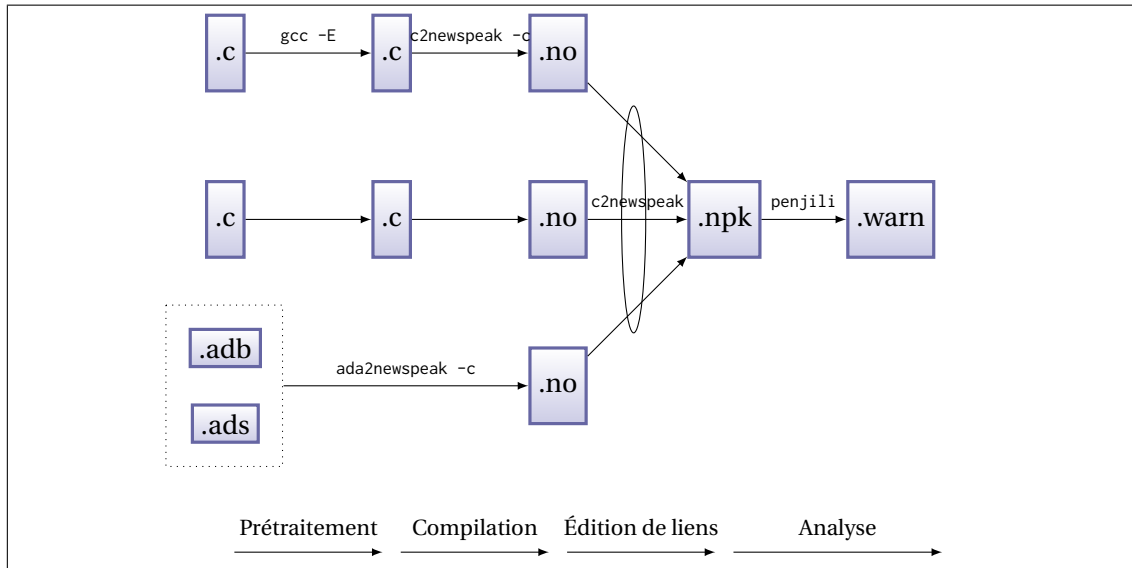 gcc -E
c2newspeak -c
.c
.c
.no
c2newspeak
penjili
.c
.c
.no
.npk
.warn
.adb
ada2newspeak -c
.no
.ads
Prétraitement
Compilation
Édition de liens
Analyse